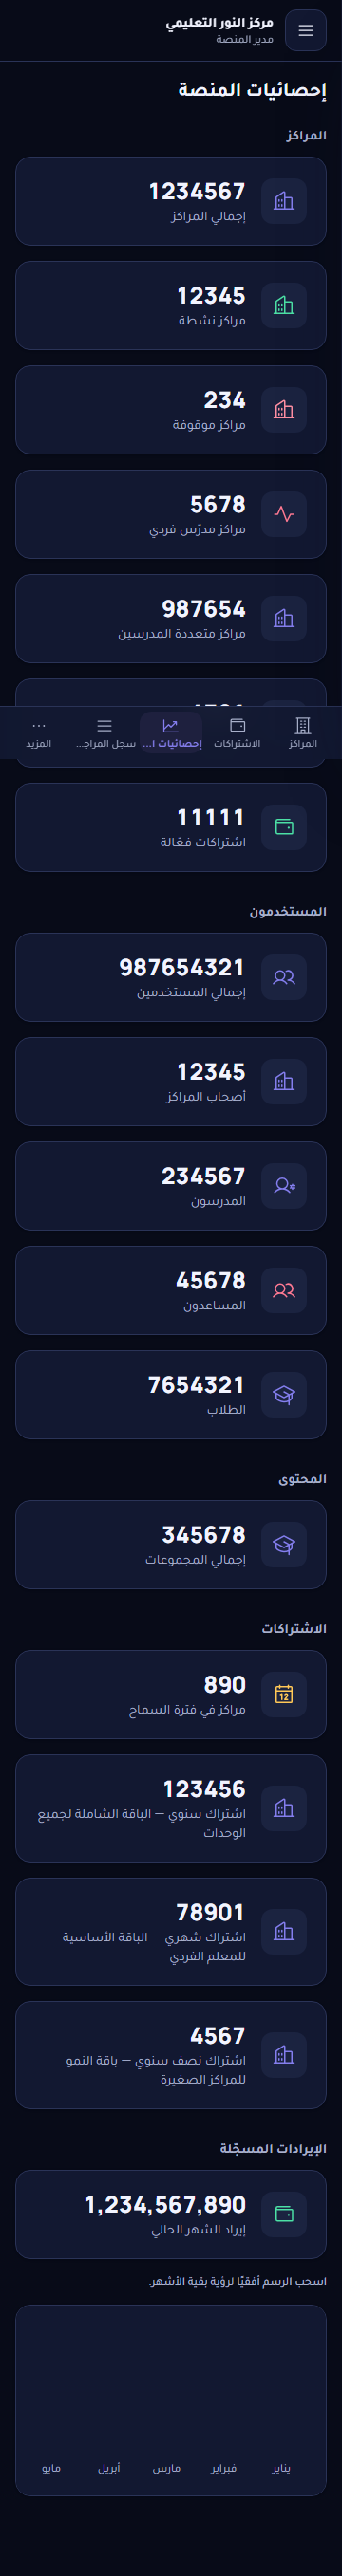 مركز النور التعليمي
مدير المنصة
إحصائيات المنصة
المراكز
1234567
إجمالي المراكز
12345
مراكز نشطة
234
مراكز موقوفة
5678
مراكز مدرّس فردي
987654
مراكز متعددة المدرسين
المراكز
الاشتراكات
إحصائيات ا...
سجل المراجـ...
المزيد
11111
اشتراكات فعّالة
المستخدمون
987654321
إجمالي المستخدمين
12345
أصحاب المراكز
234567
المدرسون
45678
المساعدون
7654321
الطلاب
المحتوى
345678
إجمالي المجموعات
الاشتراكات
12
890
مراكز في فترة السماح
123456
اشتراك سنوي — الباقة الشاملة لجميع
الوحدات
78901
اشتراك شهري — الباقة الأساسية
للمعلم الفردي
4567
اشتراك نصف سنوي — باقة النمو
للمراكز الصغيرة
الإيرادات المسجّلة
1,234,567,890
إيراد الشهر الحالي
اسحب الرسم أفقيًا لرؤية بقية الأشهر.
يناير
فبراير
مارس
أبريل
مايو